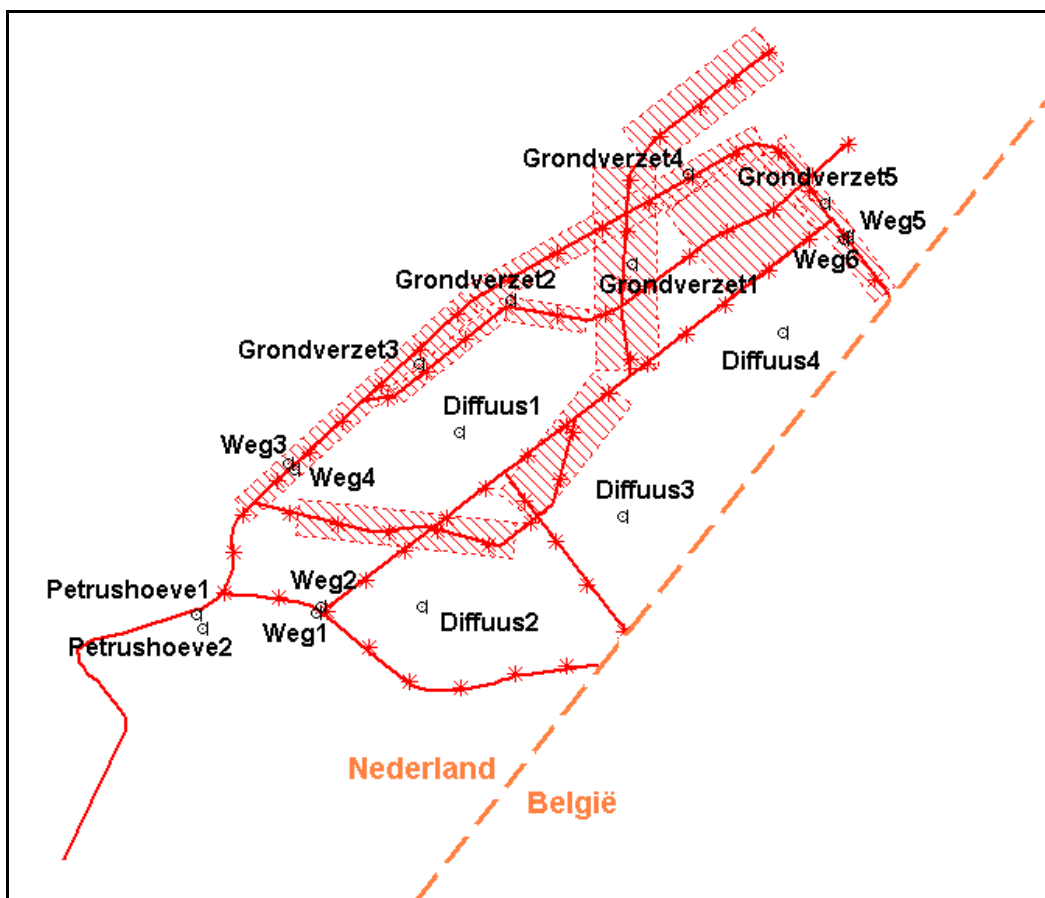 Grondverzet4
Grondverzet5
Weg5
Weg6
Grondverzet2
Grondverzet1
Grondverzet3
Diffuus4
Diffuus1
Weg3
Weg4
Diffuus3
Petrushoeve1
Weg2
Weg1
Diffuus2
Petrushoeve2
Nederland
België